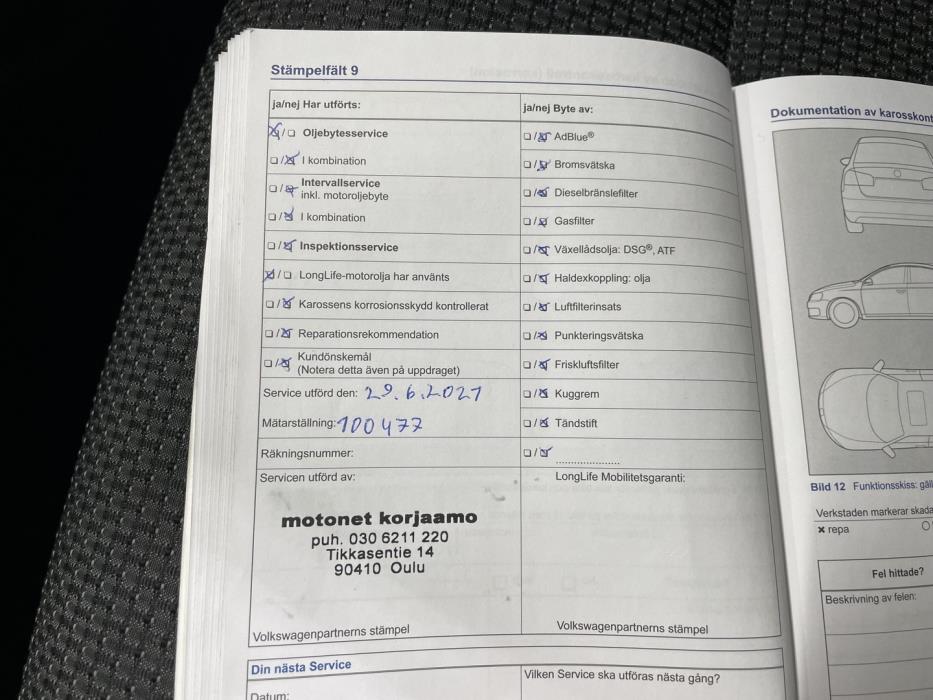 Stämpelfält 9
ja/nej Har utförts:
☒/☐ Oljebytesservice
☐/☒ I kombination
☐/☒ Intervallservice
inkl. motoroljebyte
☐/☒ I kombination
☐/☒ Inspektionsservice
☒/☐ LongLife-motorolja har använts
☐/☒ Karossens korrosionsskydd kontrollerat
☐/☒ Reparationsrekommendation
☐/☒ Kundönskemål
(Notera detta även på uppdraget)
Service utförd den: 29.6.2021
Mätarställning: 100477
Räkningsnummer:
ja/nej Byte av:
☐/☒ AdBlue®
☐/☒ Bromsvätska
☐/☒ Dieselbränslefilter
☐/☒ Gasfilter
☐/☒ Växellådsolja: DSG®, ATF
☐/☒ Haldexkoppling: olja
☐/☒ Luftfilterinsats
☐/☒ Punkteringsvätska
☐/☒ Friskluftsfilter
☐/☒ Kuggrem
☐/☒ Tändstift
☐/☒ ......................
Servicen utförd av:
motonet korjaamo
puh. 030 6211 220
Tikkasentie 14
90410 Oulu
Volkswagenpartnerns stämpel
LongLife Mobilitetsgaranti:
Volkswagenpartnerns stämpel
Din nästa Service
Datum:
Vilken Service ska utföras nästa gång?
Dokumentation av karosskont
Bild 12 Funktionsskiss: gäl
Verkstaden markerar skada
× repa
Fel hittade?
Beskrivning av felen: